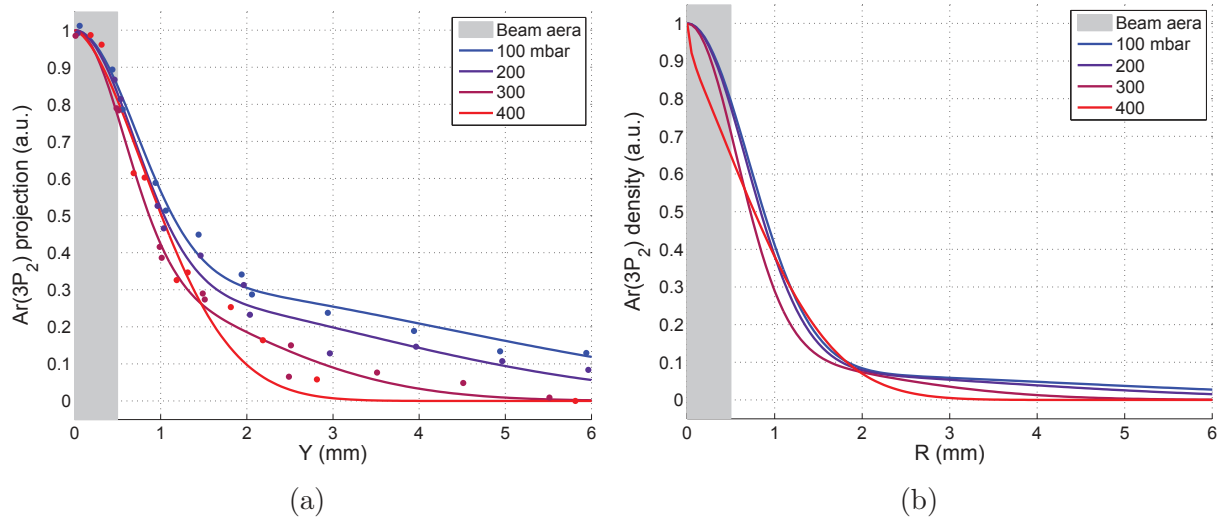 1
0.9
0.8
0.7
0.6
0.5
0.4
0.3
0.2
0.1
0
Ar(3P2) projection (a.u.)
Beam aera
100 mbar
200
300
400
0 1 2 3 4 5 6
Y (mm)
(a)
1
0.9
0.8
0.7
0.6
0.5
0.4
0.3
0.2
0.1
0
Ar(3P2) density (a.u.)
Beam aera
100 mbar
200
300
400
0 1 2 3 4 5 6
R (mm)
(b)